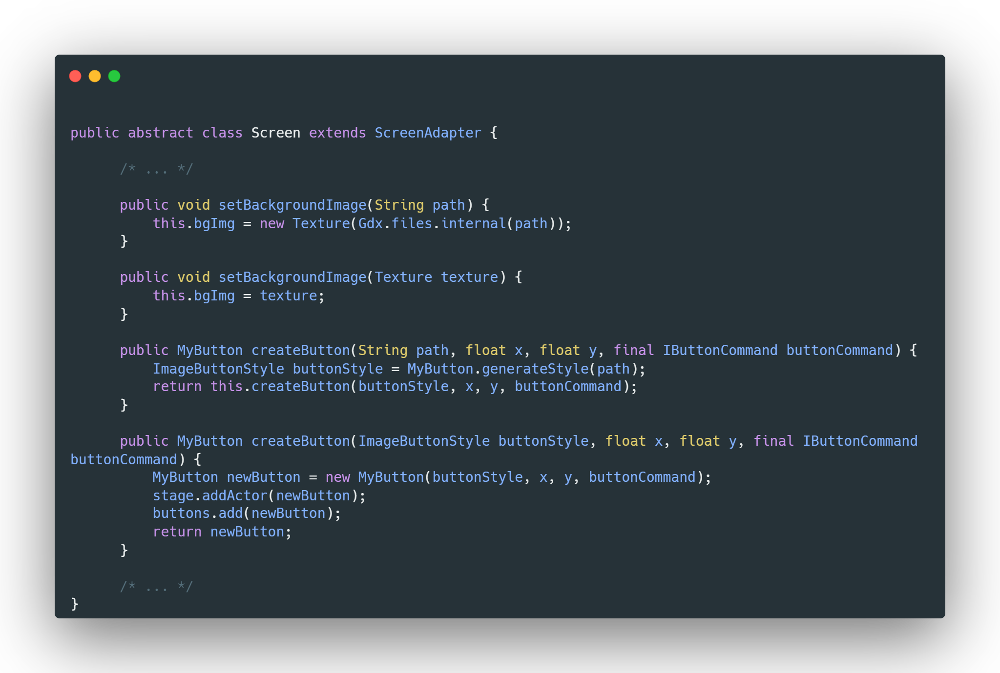 public abstract class Screen extends ScreenAdapter {
/* ... */
public void setBackgroundImage(String path) {
this.bgImg = new Texture(Gdx.files.internal(path));
}
public void setBackgroundImage(Texture texture) {
this.bgImg = texture;
}
public MyButton createButton(String path, float x, float y, final IButtonCommand buttonCommand) {
ImageButtonStyle buttonStyle = MyButton.generateStyle(path);
return this.createButton(buttonStyle, x, y, buttonCommand);
}
public MyButton createButton(ImageButtonStyle buttonStyle, float x, float y, final IButtonCommand
buttonCommand) {
MyButton newButton = new MyButton(buttonStyle, x, y, buttonCommand);
stage.addActor(newButton);
buttons.add(newButton);
return newButton;
}
/* ... */
}